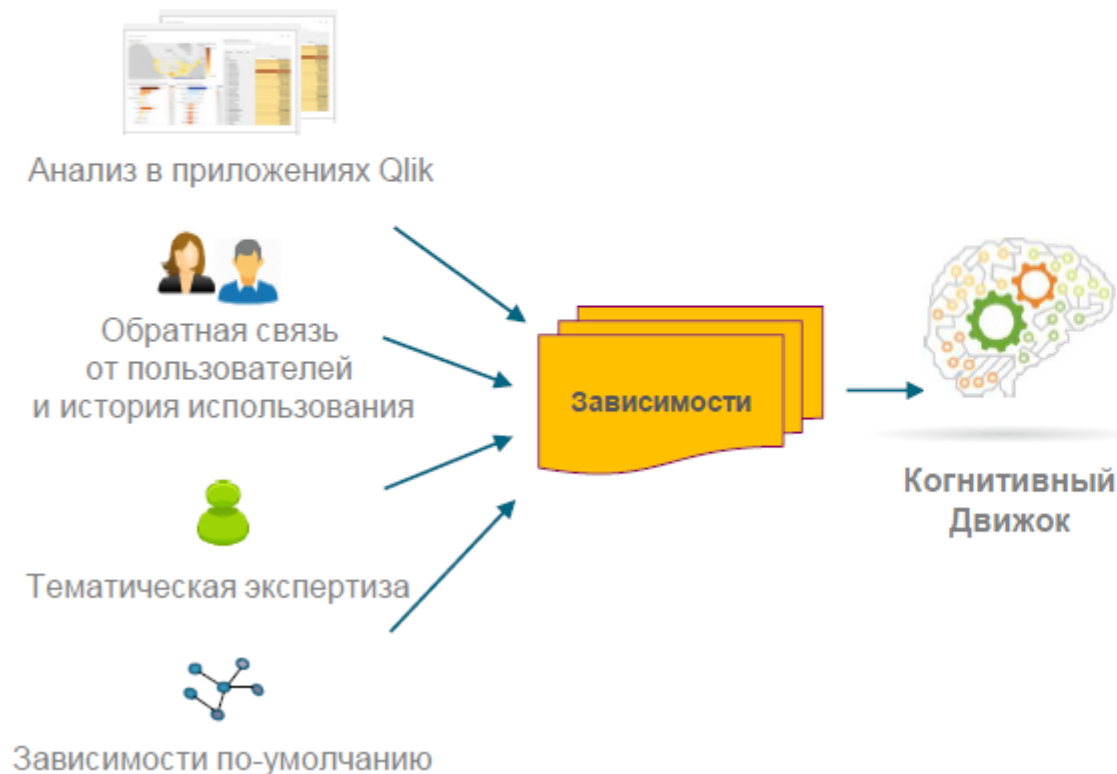 Анализ в приложениях Qlik
Обратная связь
от пользователей
и история использования
Зависимости
Когнитивный
Движок
Тематическая экспертиза
Зависимости по-умолчанию